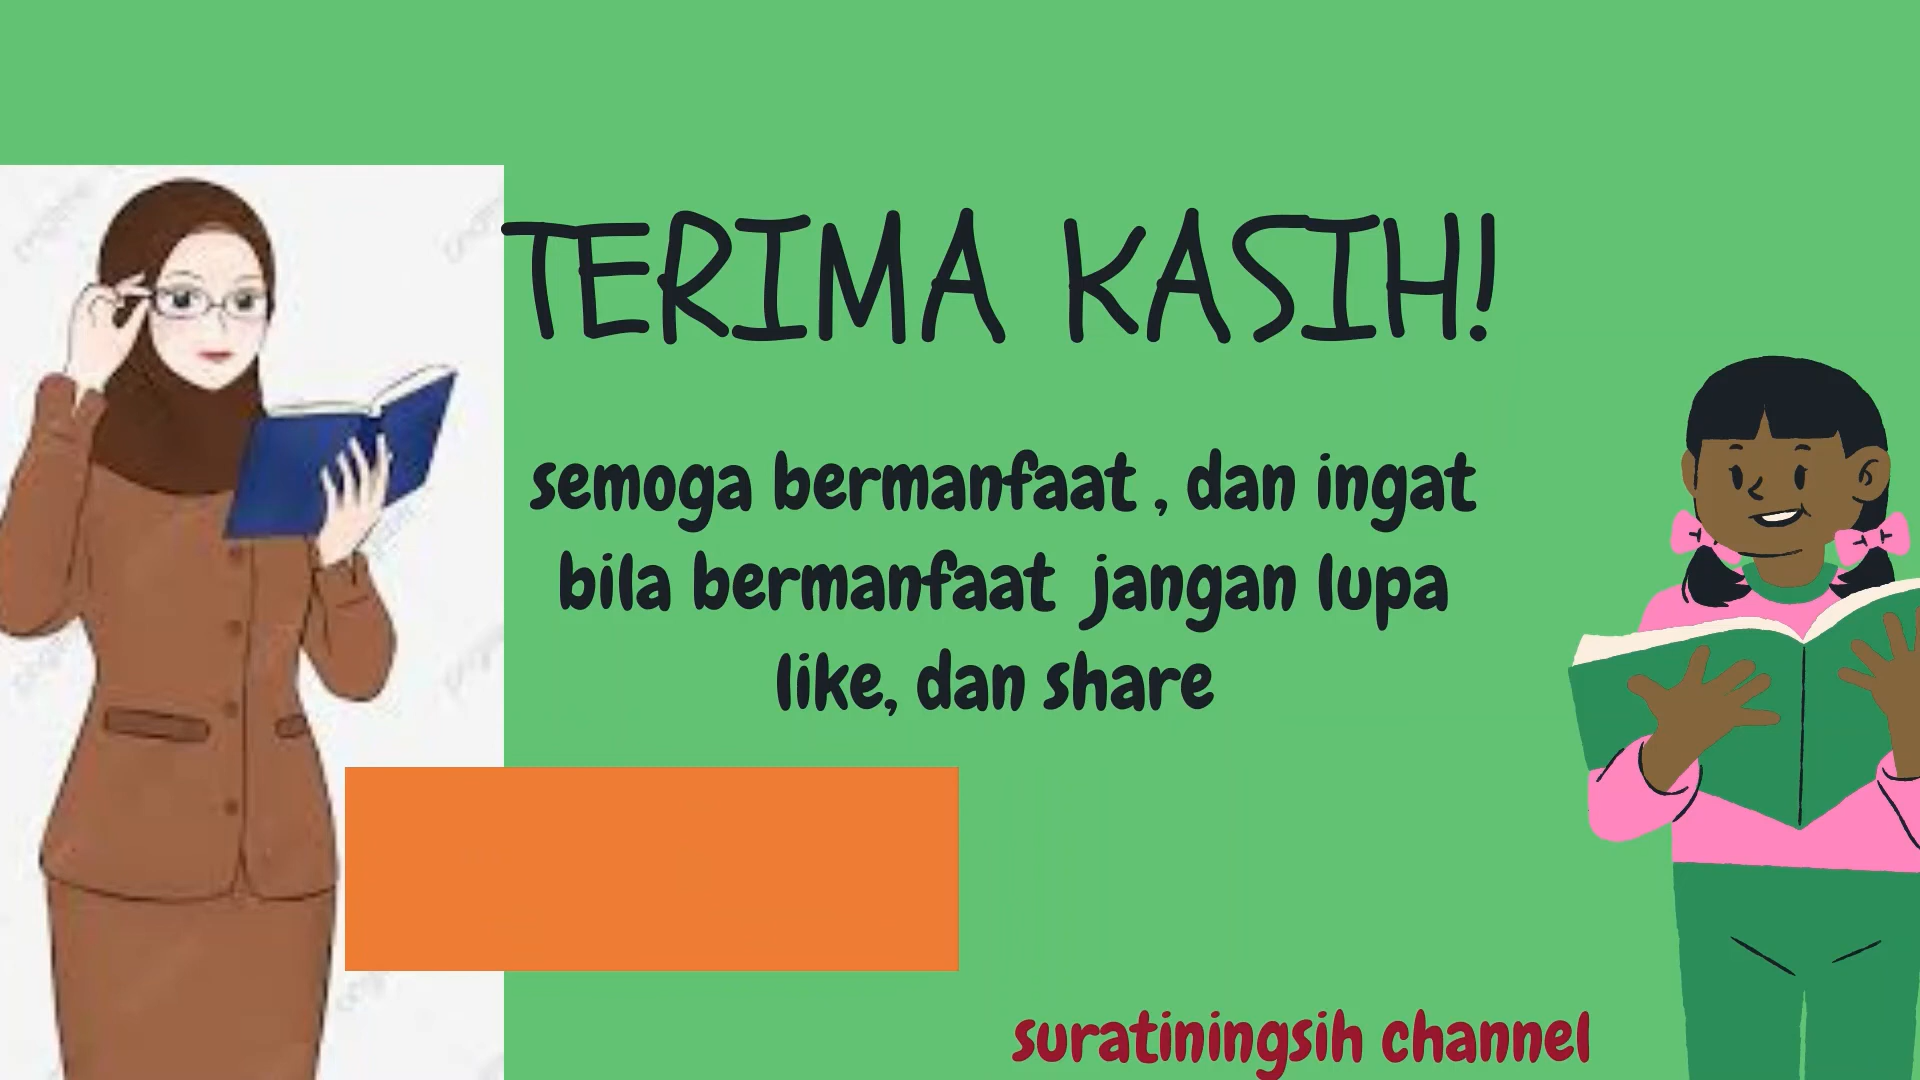 TERIMA KASIH!
semoga bermanfaat , dan ingat
bila bermanfaat jangan lupa
like, dan share
suratiningsih channel